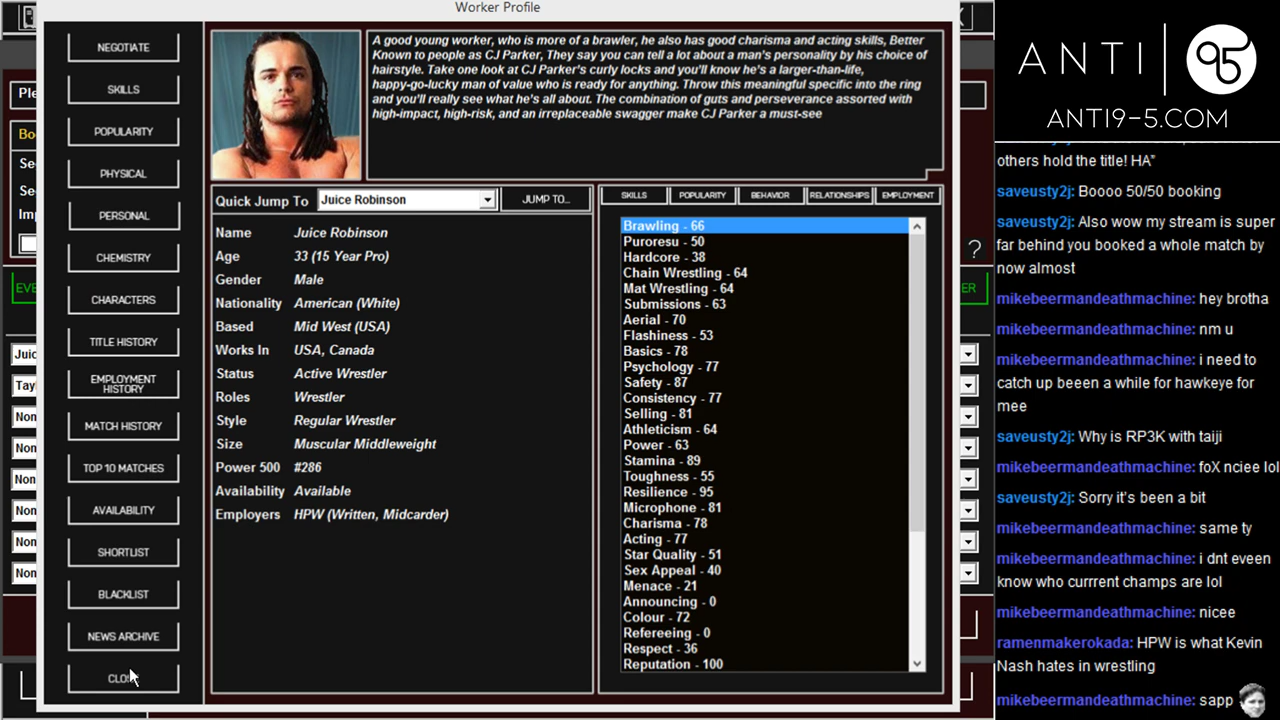 Worker Profile
NEGOTIATE
SKILLS
POPULARITY
PHYSICAL
PERSONAL
CHEMISTRY
CHARACTERS
TITLE HISTORY
EMPLOYMENT
HISTORY
MATCH HISTORY
TOP 10 MATCHES
AVAILABILITY
SHORTLIST
BLACKLIST
NEWS ARCHIVE
A good young worker, who is more of a brawler, he also has good charisma and acting skills, Better
Known to people as CJ Parker, They say you can tell a lot about a man's personality by his choice of
hairstyle. Take one look at CJ Parker's curly locks and you'll know he's a larger-than-life,
happy-go-lucky man of value who is ready for anything. Throw this meaningful specific into the ring
and you'll really see what he's all about. The combination of guts and perseverance assorted with
high-impact, high-risk, and an irreplaceable swagger make CJ Parker a must-see
Quick Jump To Juice Robinson JUMP TO...
Name Juice Robinson
Age 33 (15 Year Pro)
Gender Male
Nationality American (White)
Based Mid West (USA)
Works In USA, Canada
Status Active Wrestler
Roles Wrestler
Style Regular Wrestler
Size Muscular Middleweight
Power 500 #286
Availability Available
Employers HPW (Written, Midcarder)
SKILLS POPULARITY BEHAVIOR RELATIONSHIPS EMPLOYMENT
Brawling - 66
Puroresu - 50
Hardcore - 38
Chain Wrestling - 64
Mat Wrestling - 64
Submissions - 63
Aerial - 70
Flashiness - 53
Basics - 78
Psychology - 77
Safety - 87
Consistency - 77
Selling - 81
Athleticism - 64
Power - 63
Stamina - 89
Toughness - 55
Resilience - 95
Microphone - 81
Charisma - 78
Acting - 77
Star Quality - 51
Sex Appeal - 40
Menace - 21
Announcing - 0
Colour - 72
Refereeing - 0
Respect - 36
Reputation - 100
?
ANTI 95
ANTI9-5.COM
others hold the title! HA"
saveusty2j: Boooo 50/50 booking
saveusty2j: Also wow my stream is super
far behind you booked a whole match by
now almost
mikebeermandeathmachine: hey brotha
mikebeermandeathmachine: nm u
mikebeermandeathmachine: i need to
catch up beeen a while for hawkeye for
mee
saveusty2j: Why is RP3K with taiji
mikebeermandeathmachine: foX nciee lol
saveusty2j: Sorry it's been a bit
mikebeermandeathmachine: same ty
mikebeermandeathmachine: i dnt eveen
know who currrent champs are lol
mikebeermandeathmachine: nicee
ramenmakerokada: HPW is what Kevin
Nash hates in wrestling
mikebeermandeathmachine: sapp